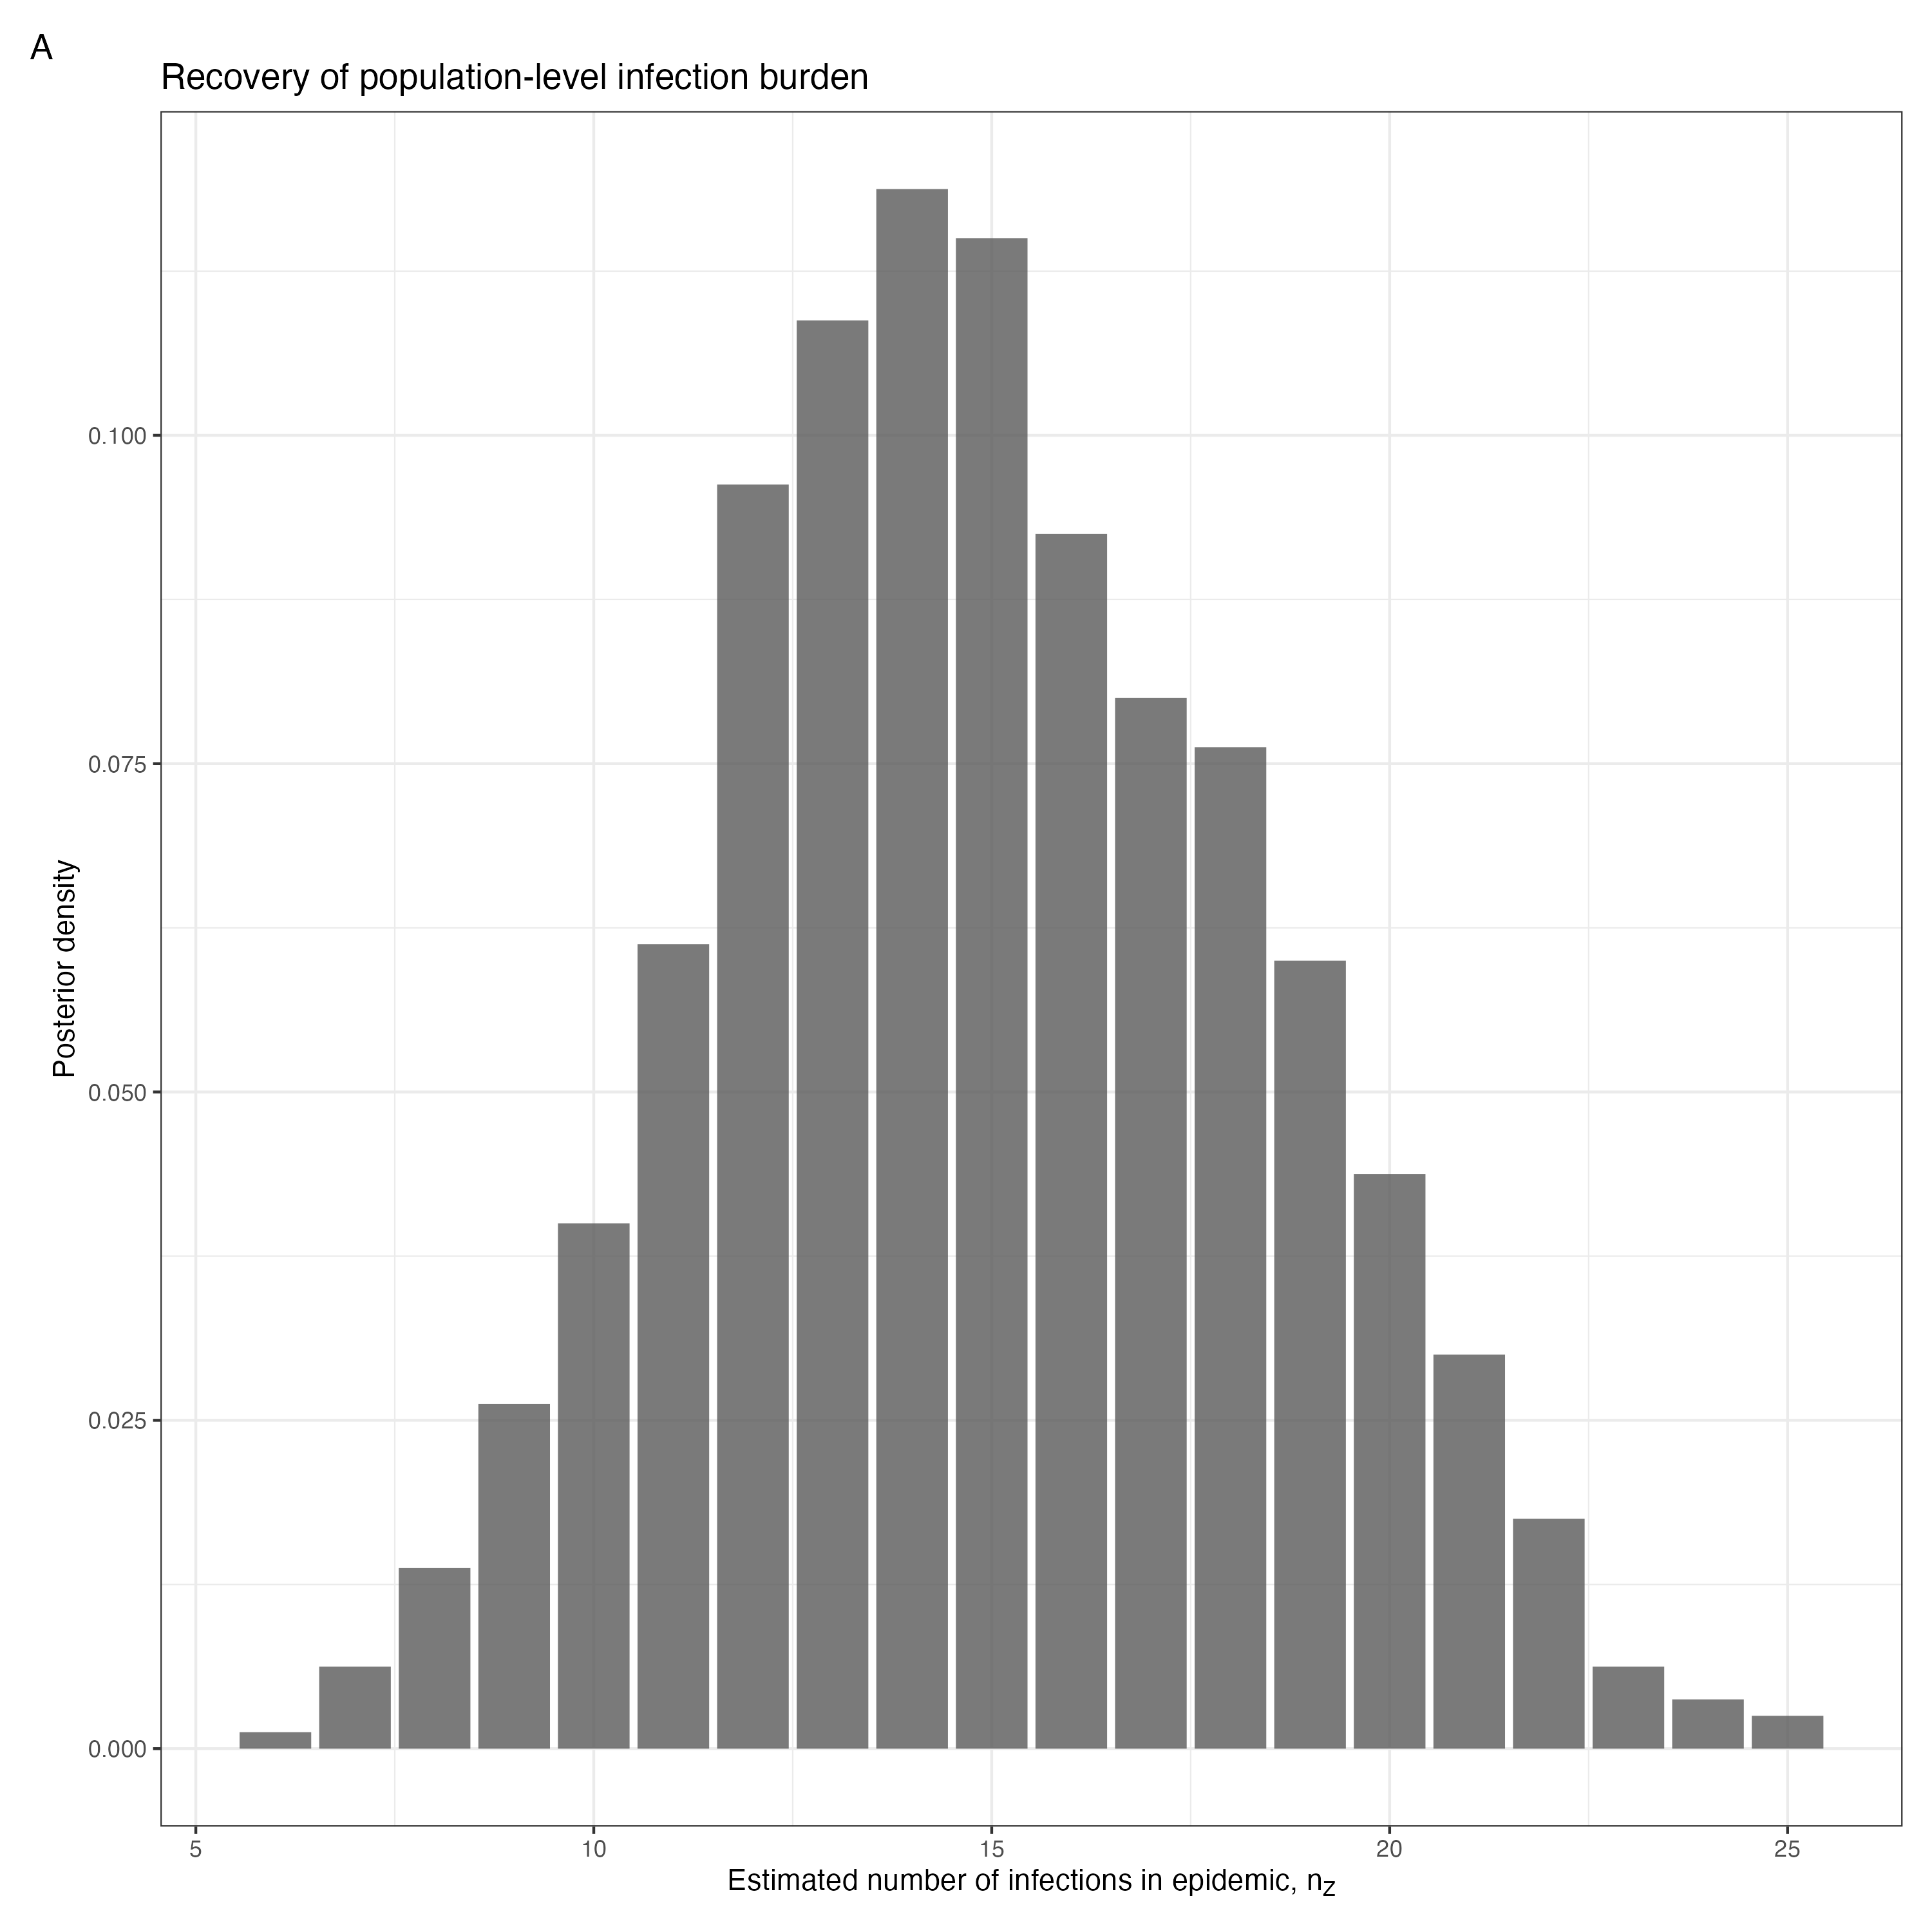 A
Recovery of population-level infection burden
Posterior density
0.100
0.075
0.050
0.025
0.000
5 10 15 20 25
Estimated number of infections in epidemic, nZ